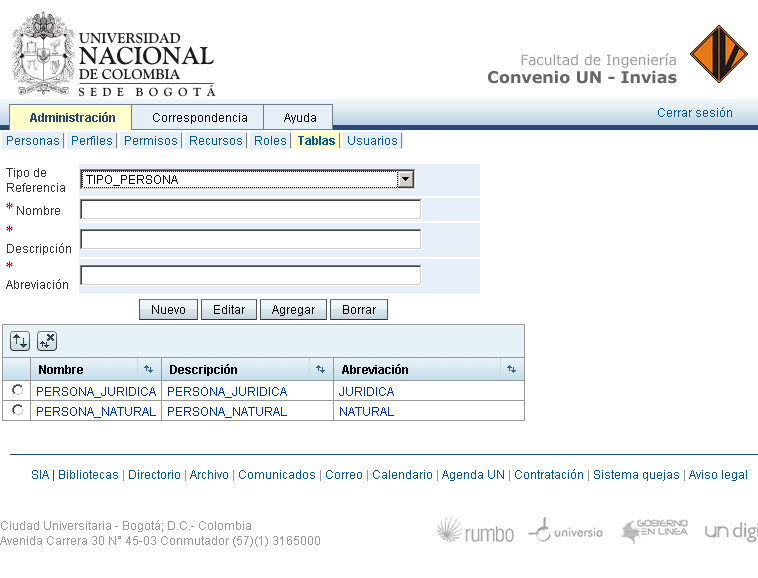 UNIVERSIDAD
NACIONAL
DE COLOMBIA
SEDE BOGOTÁ
Facultad de Ingeniería
Convenio UN - Invias
Administración Correspondencia Ayuda Cerrar sesión
Personas Perfiles Permisos Recursos Roles Tablas Usuarios
Tipo de
Referencia
TIPO_PERSONA
* Nombre
*
Descripción
*
Abreviación
Nuevo Editar Agregar Borrar
Nombre Descripción Abreviación
PERSONA_JURIDICA PERSONA_JURIDICA JURIDICA
PERSONA_NATURAL PERSONA_NATURAL NATURAL
SIA | Bibliotecas | Directorio | Archivo | Comunicados | Correo | Calendario | Agenda UN | Contratación | Sistema quejas | Aviso legal
Ciudad Universitaria - Bogotá; D.C.- Colombia
Avenida Carrera 30 N° 45-03 Conmutador (57)(1) 3165000
rumbo universia GOBIERNO
EN LINEA un digi